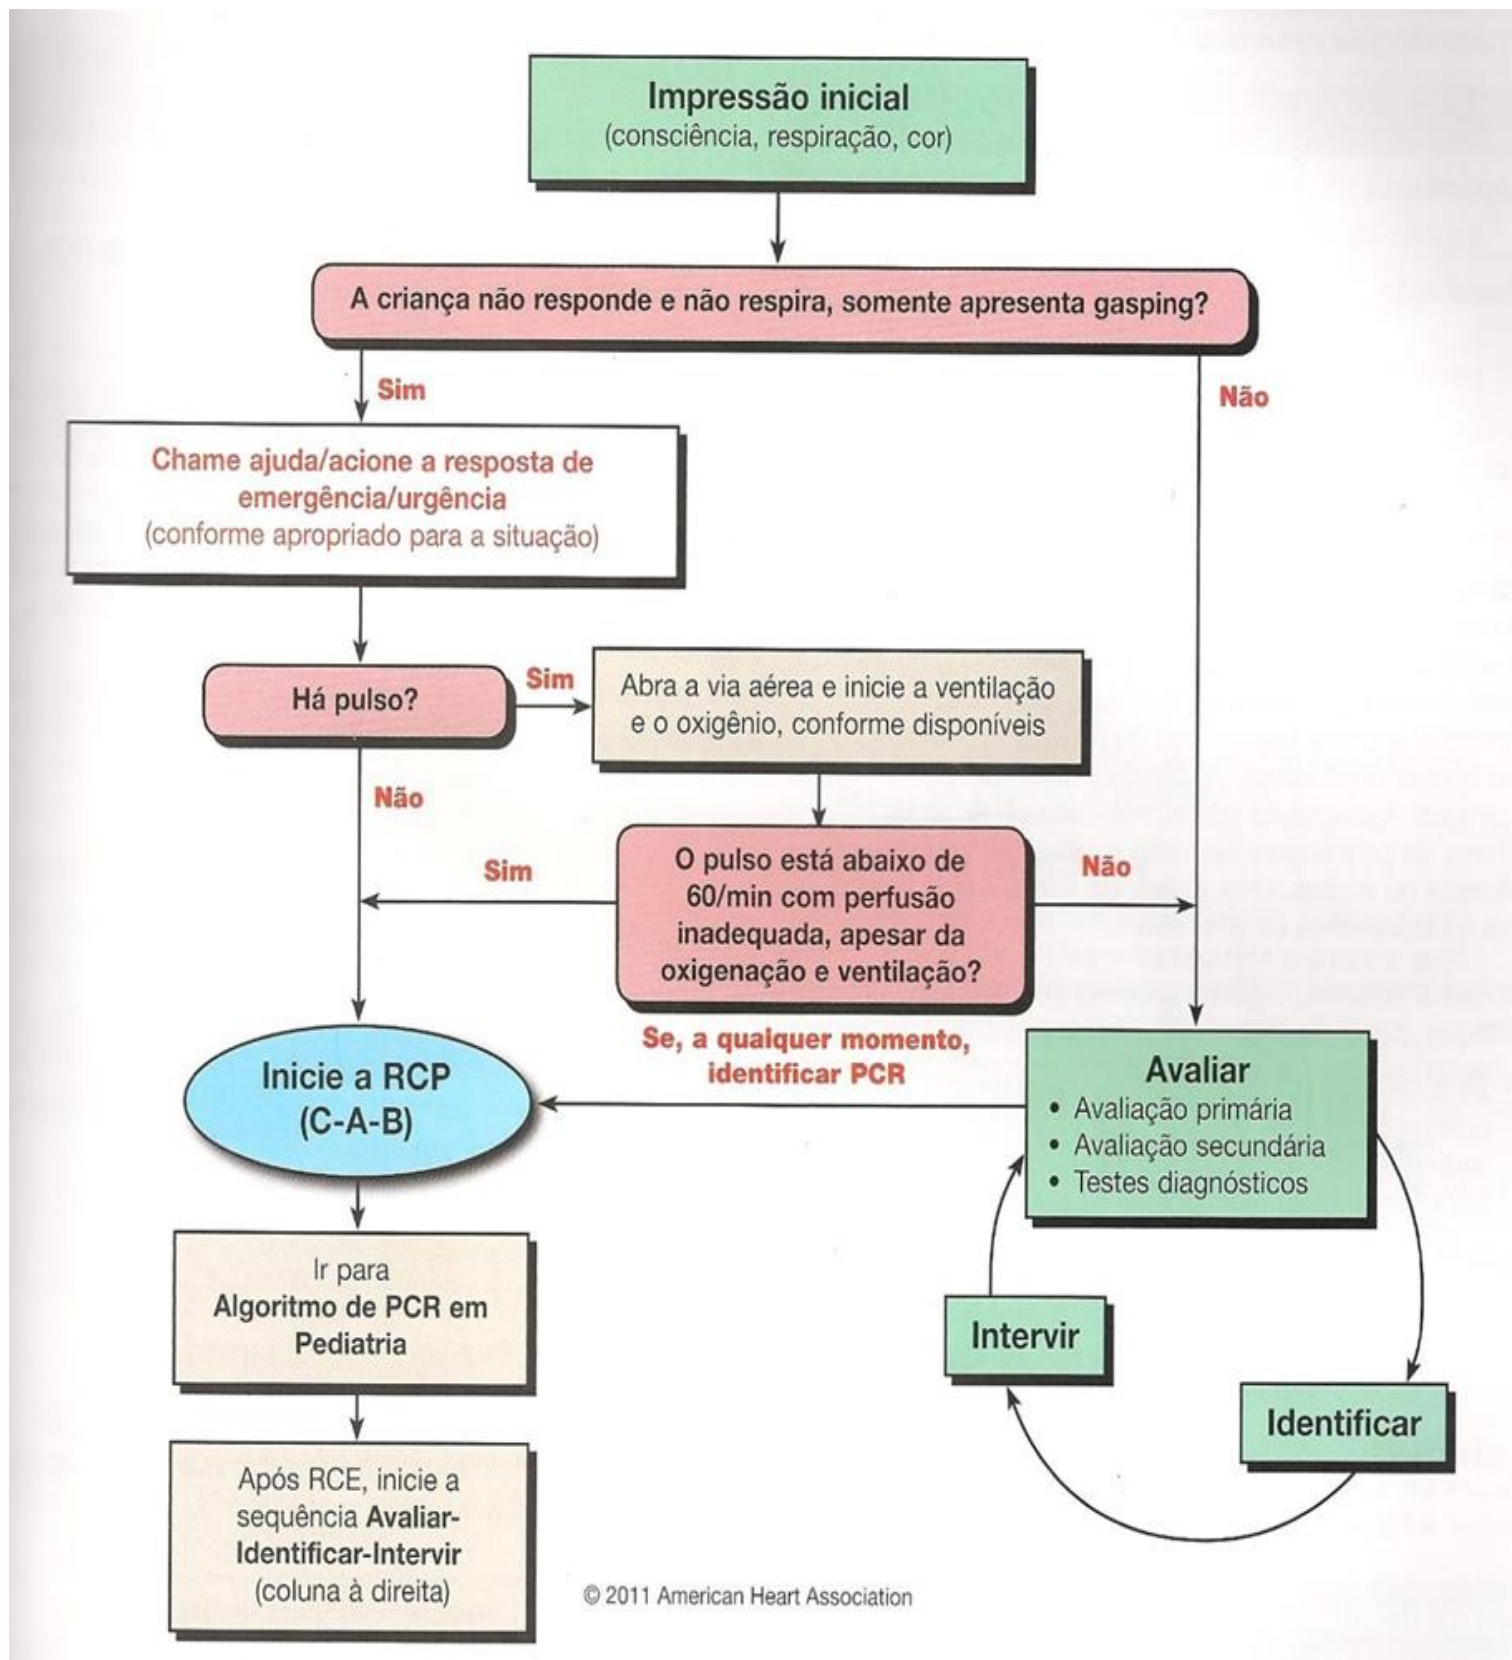 Impressão inicial
(consciência, respiração, cor)
A criança não responde e não respira, somente apresenta gasping?
Sim
Não
Chame ajuda/acione a resposta de
emergência/urgência
(conforme apropriado para a situação)
Há pulso?
Sim
Abra a via aérea e inicie a ventilação
e o oxigênio, conforme disponíveis
Não
Sim
O pulso está abaixo de
60/min com perfusão
inadequada, apesar da
oxigenação e ventilação?
Não
Se, a qualquer momento,
identificar PCR
Inicie a RCP
(C-A-B)
Avaliar
• Avaliação primária
• Avaliação secundária
• Testes diagnósticos
Ir para
Algoritmo de PCR em
Pediatria
Intervir
Identificar
Após RCE, inicie a
sequência Avaliar-
Identificar-Intervir
(coluna à direita)
© 2011 American Heart Association